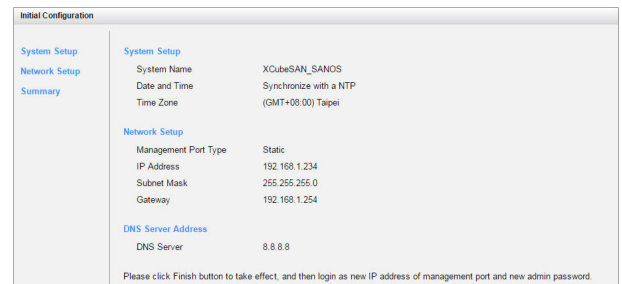 Initial Configuration
System Setup
Network Setup
Summary
System Setup
System Name XCubeSAN_SANOS
Date and Time Synchronize with a NTP
Time Zone (GMT+08:00) Taipei
Network Setup
Management Port Type Static
IP Address 192.168.1.234
Subnet Mask 255.255.255.0
Gateway 192.168.1.254
DNS Server Address
DNS Server 8.8.8.8
Please click Finish button to take effect, and then login as new IP address of management port and new admin password.